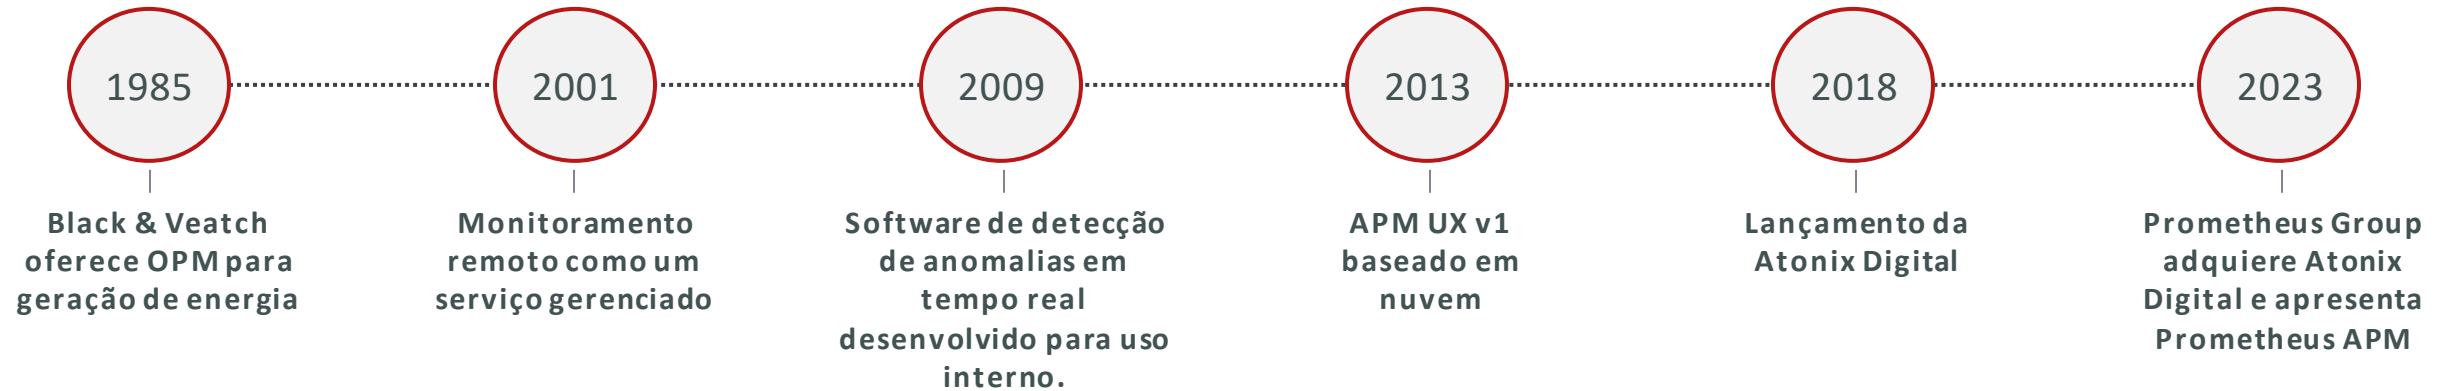 1985
Black & Veatch
oferece OPM para
geração de energia
2001
Monitoramento
remoto como um
serviço gerenciado
2009
Software de detecção
de anomalias em
tempo real
desenvolvido para uso
interno.
2013
APM UX v1
baseado em
nuvem
2018
Lançamento da
Atonix Digital
2023
Prometheus Group
adquiere Atonix
Digital e apresenta
Prometheus APM